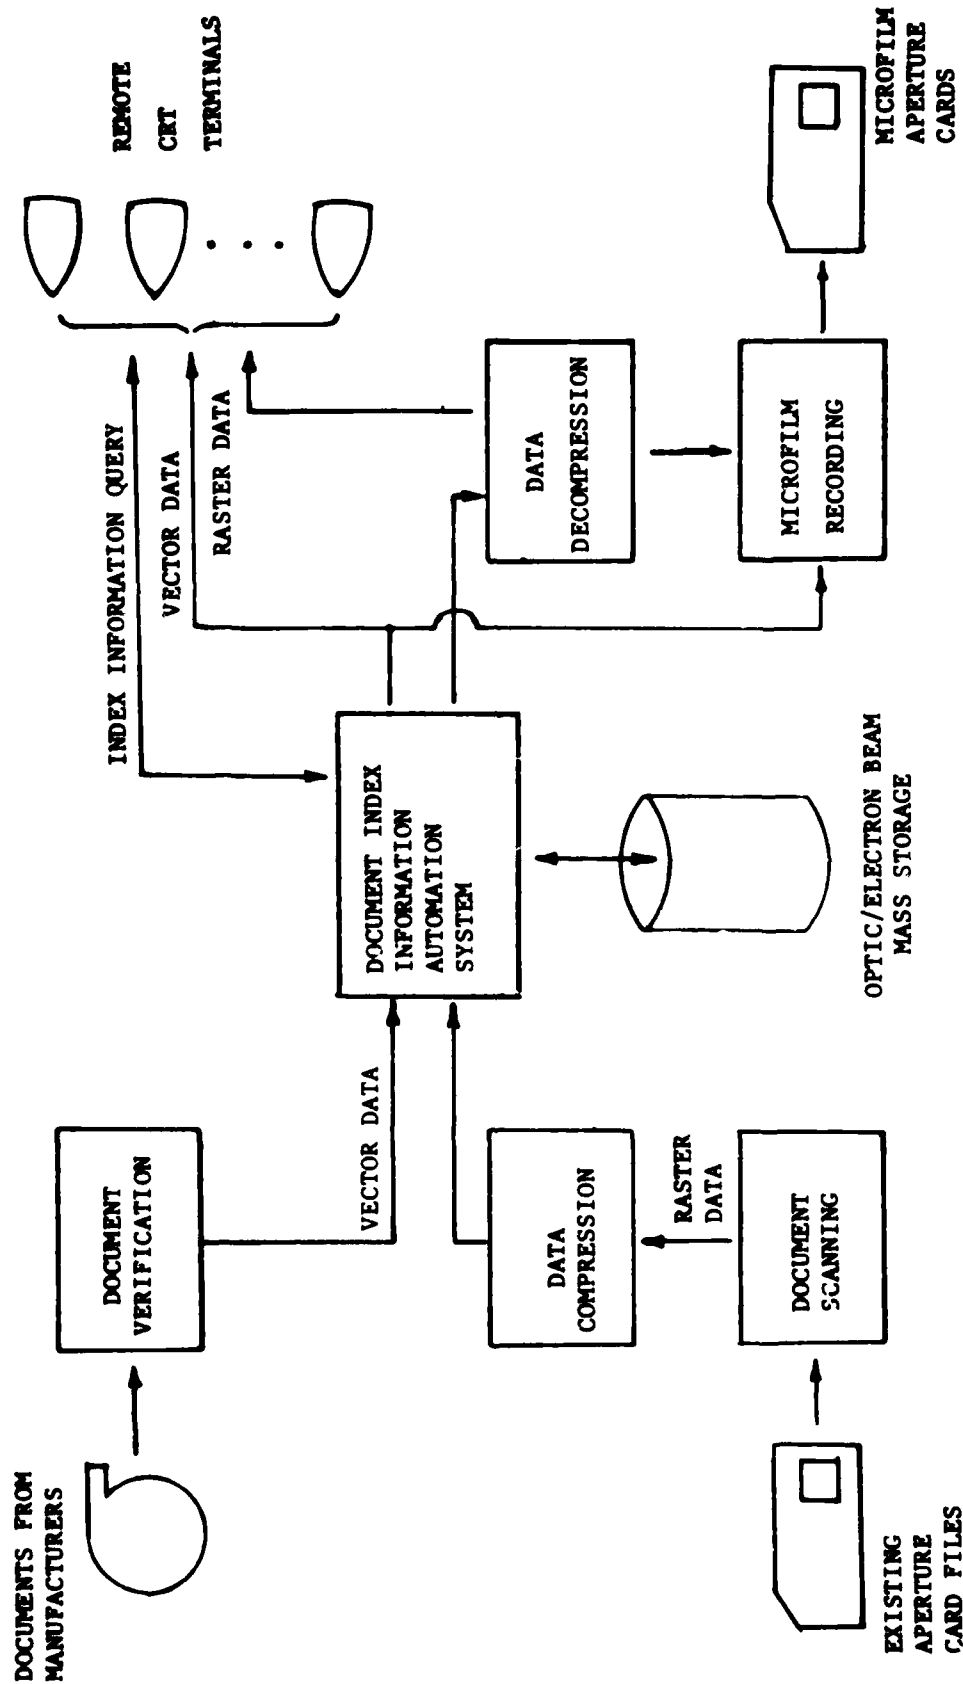 DOCUMENTS FROM
MANUFACTURERS
DOCUMENT
VERIFICATION
VECTOR DATA
EXISTING
APERTURE
CARD FILES
DOCUMENT
SCANNING
RASTER
DATA
DATA
COMPRESSION
DOCUMENT INDEX
INFORMATION
AUTOMATION
SYSTEM
OPTIC/ELECTRON BEAM
MASS STORAGE
INDEX INFORMATION QUERY
VECTOR DATA
RASTER DATA
DATA
DECOMPRESSION
MICROFILM
RECORDING
REMOTE
CRT
TERMINALS
MICROFILM
APERTURE
CARDS